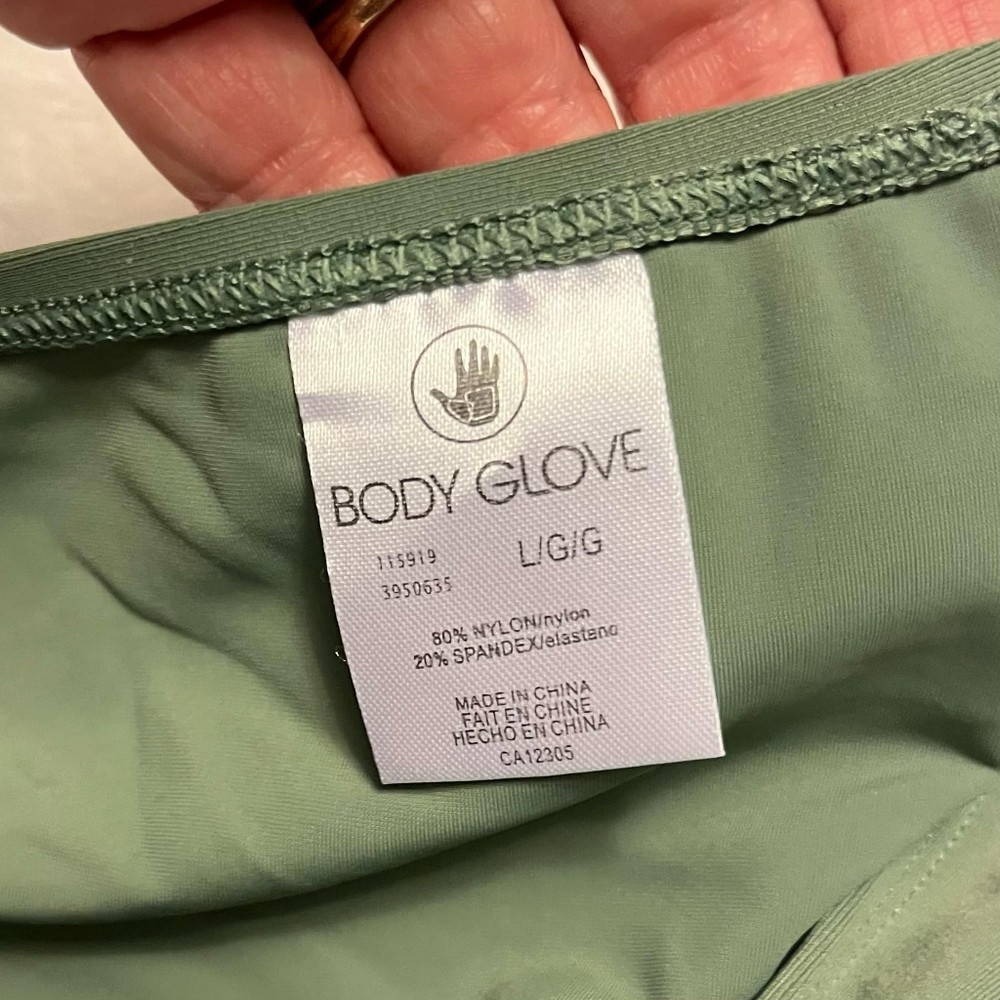 BODY GLOVE
115919
L/G/G
3950635
80% NYLON/nylon
20% SPANDEX/elastano
MADE IN CHINA
FAIT EN CHINE
HECHO EN CHINA
CA12305